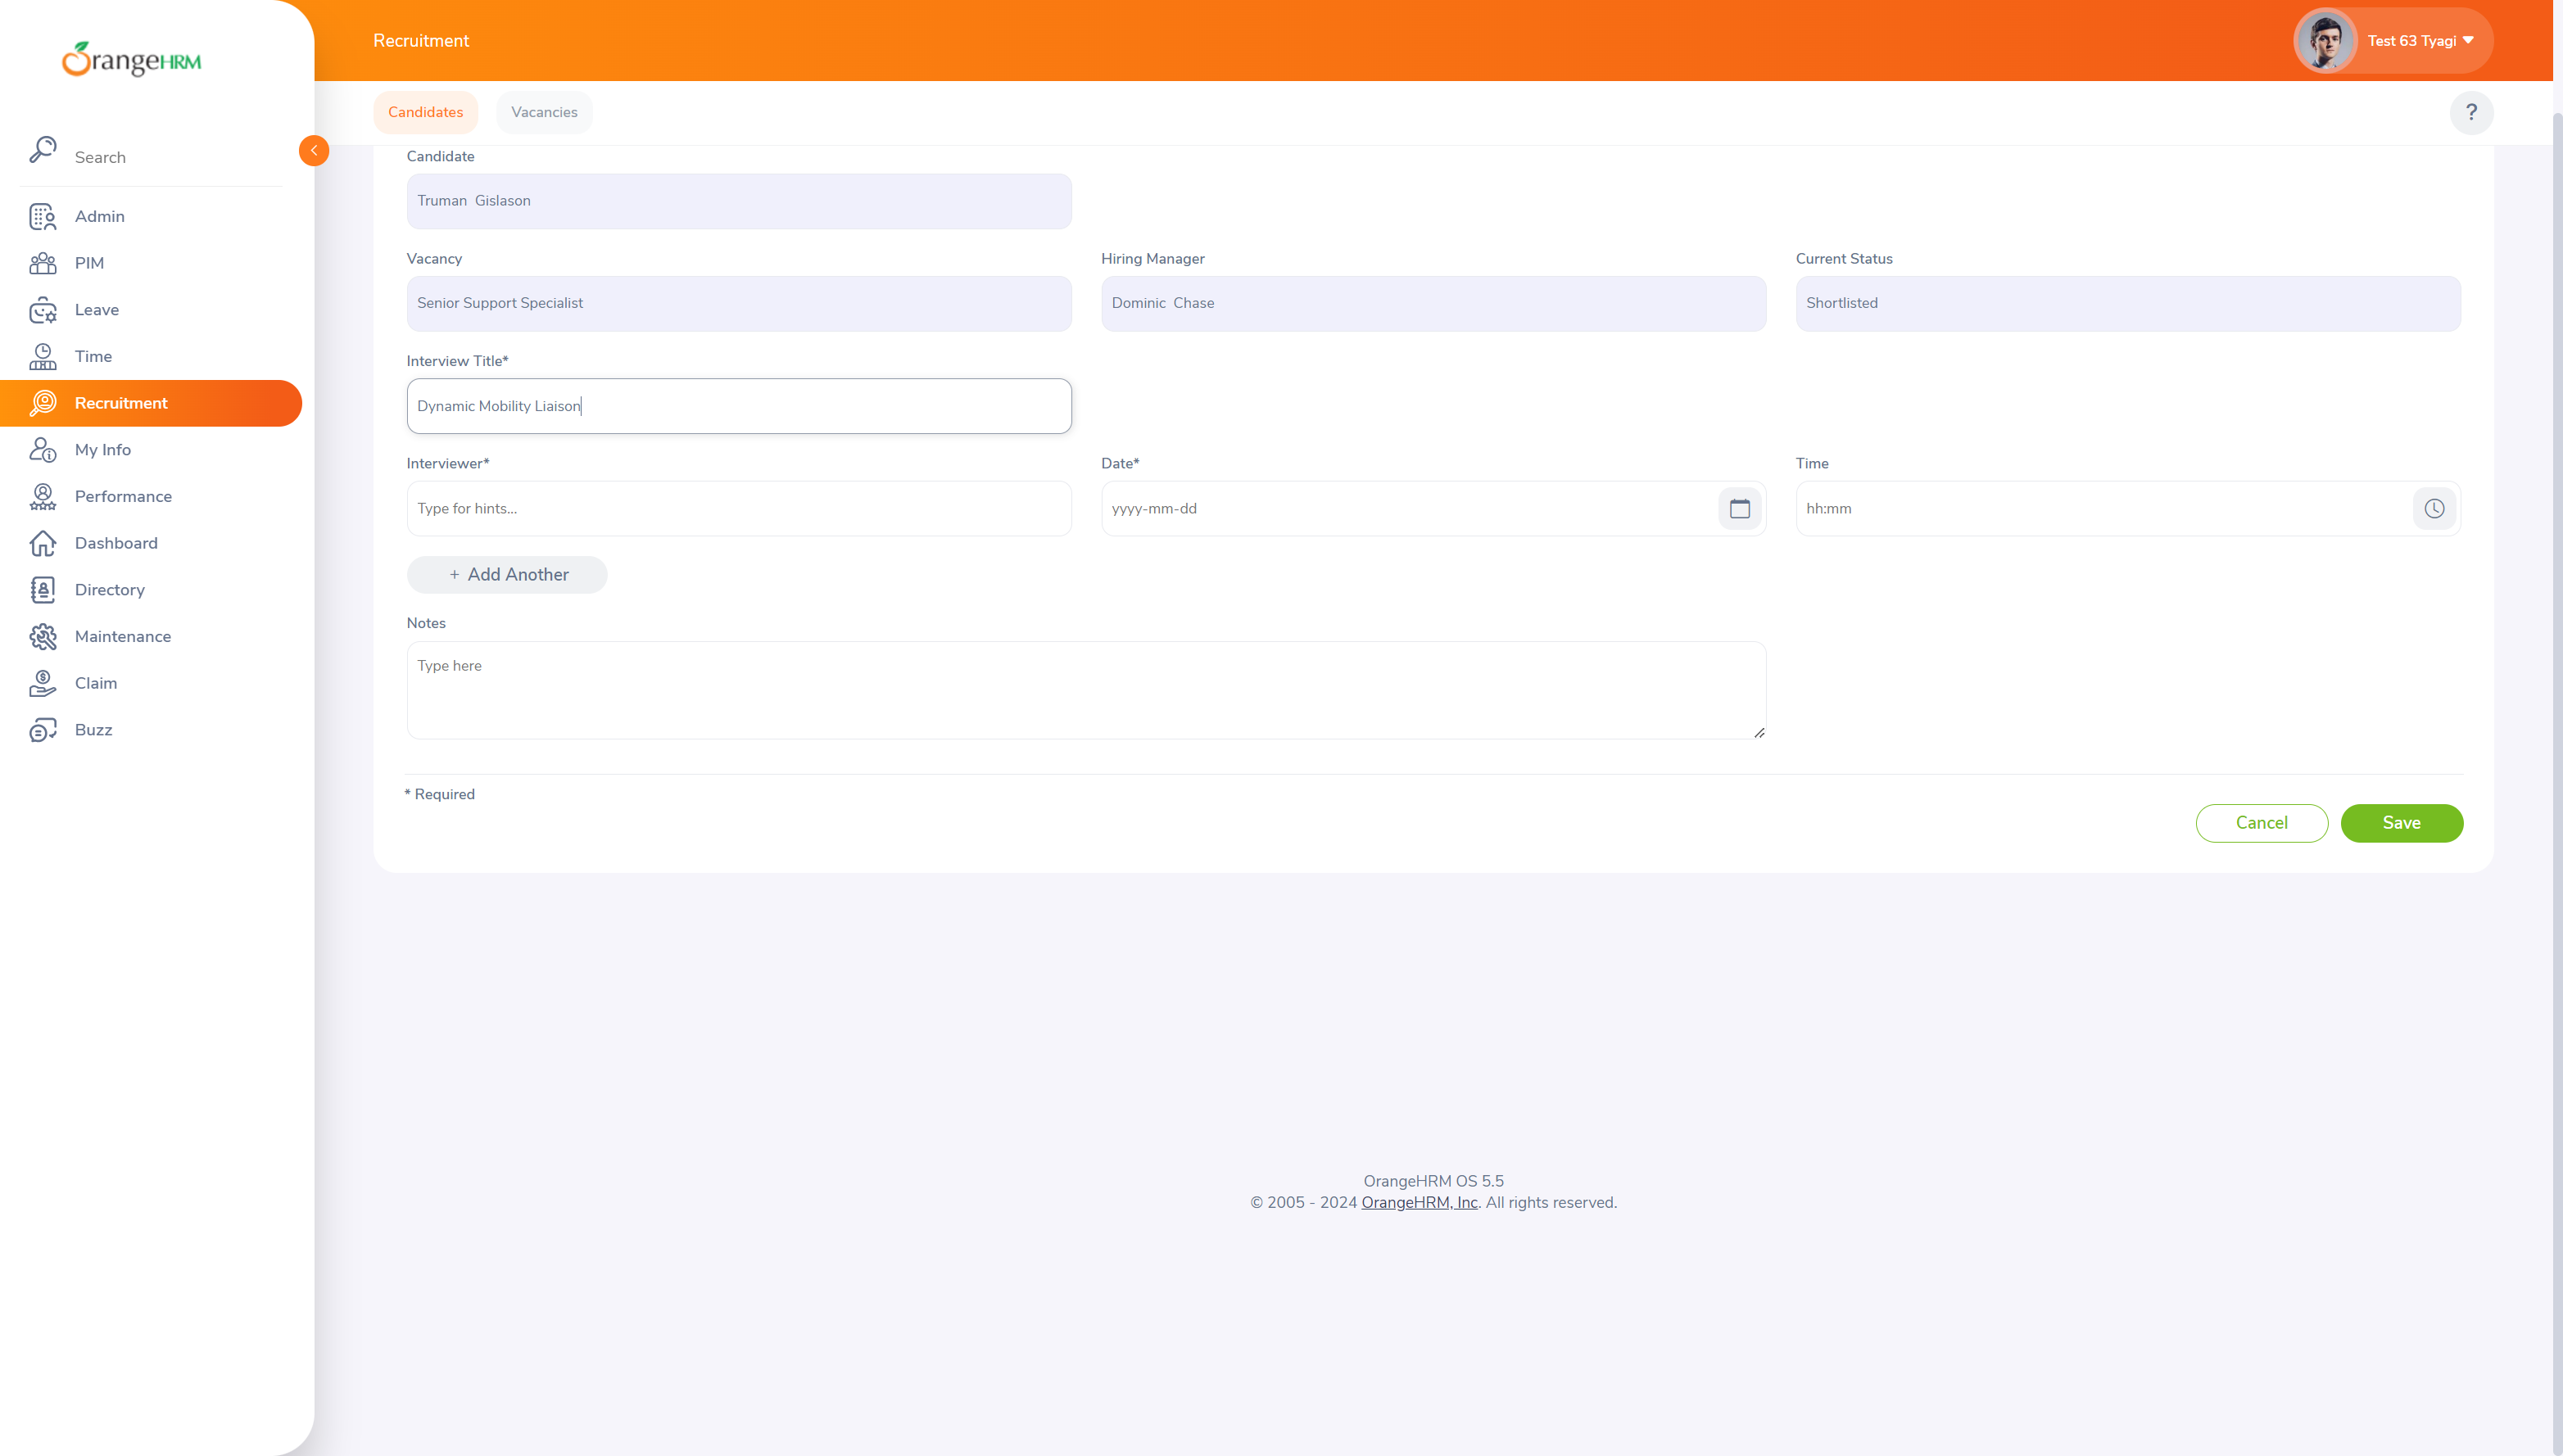 OrangeHRM
Recruitment
Test 63 Tyagi
Candidates
Vacancies
?
Search
Admin
PIM
Leave
Time
Recruitment
My Info
Performance
Dashboard
Directory
Maintenance
Claim
Buzz
Candidate
Truman  Gislason
Vacancy
Hiring Manager
Current Status
Senior Support Specialist
Dominic  Chase
Shortlisted
Interview Title*
Dynamic Mobility Liaison
Interviewer*
Date*
Time
Type for hints...
yyyy-mm-dd
hh:mm
+ Add Another
Notes
Type here
* Required
Cancel
Save
OrangeHRM OS 5.5
© 2005 - 2024 OrangeHRM, Inc. All rights reserved.